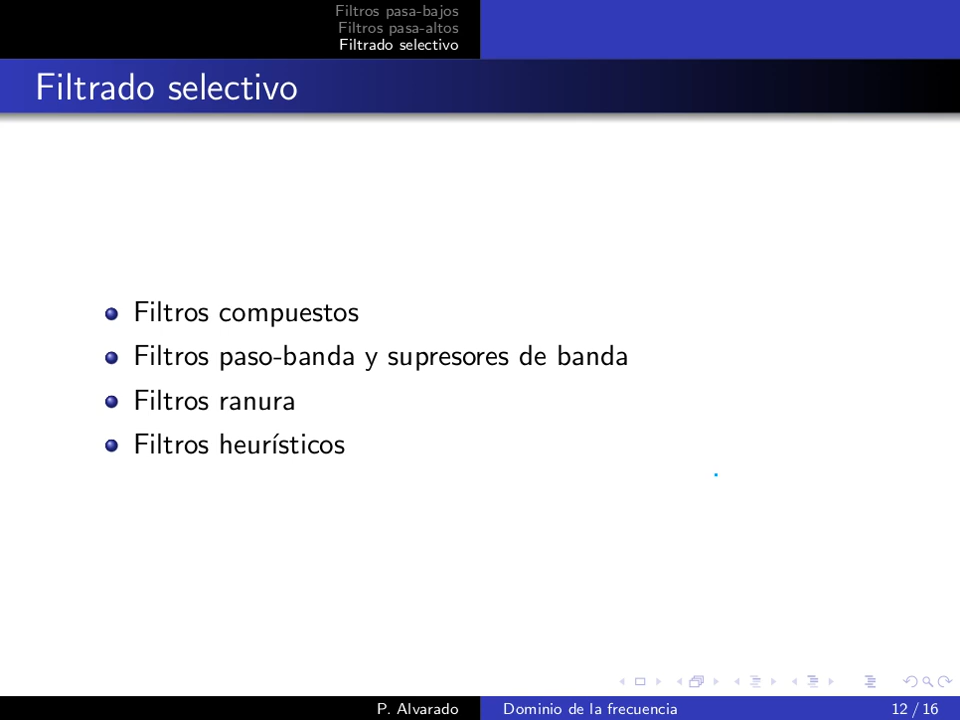 Filtros pasa-bajos
Filtros pasa-altos
Filtrado selectivo
Filtrado selectivo
Filtros compuestos
Filtros paso-banda y supresores de banda
Filtros ranura
Filtros heurísticos
P. Alvarado
Dominio de la frecuencia
12 / 16